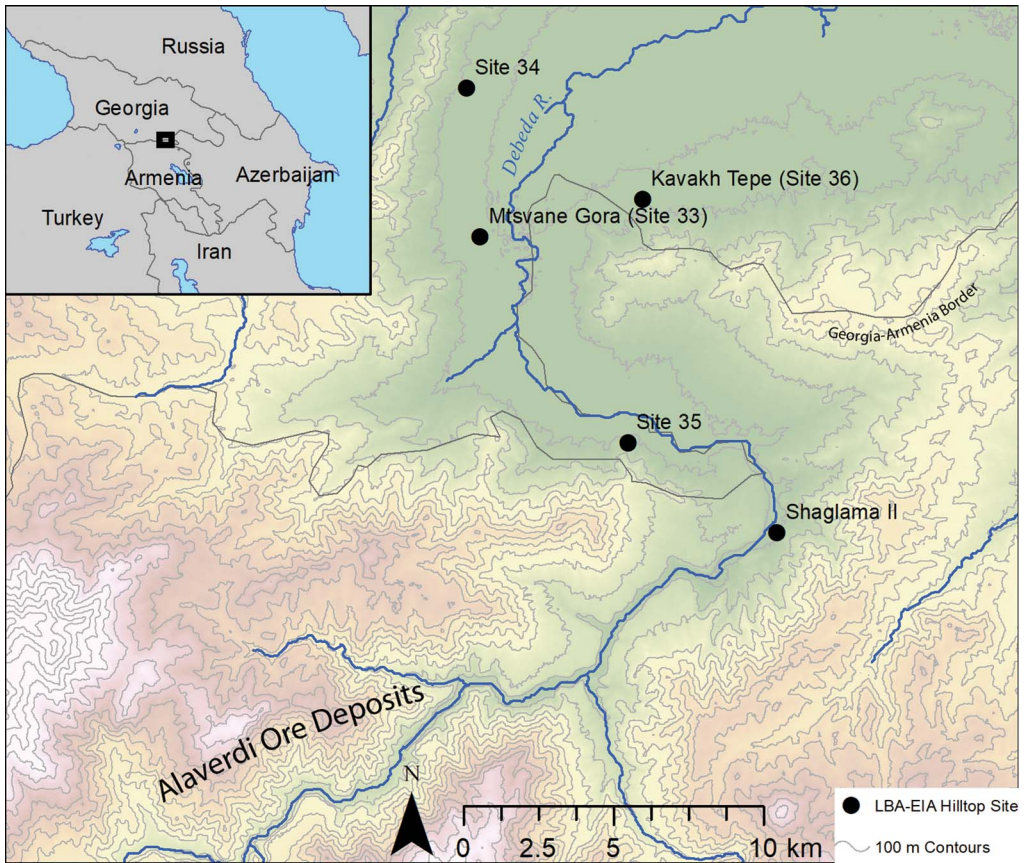 Russia
Georgia
Armenia
Azerbaijan
Turkey
Iran
Site 34
Debeda R.
Kavakh Tepe (Site 36)
Mtsvane Gora (Site 33)
Georgia-Armenia Border
Site 35
Shaglama II
Alaverdi Ore Deposits
N
0 2.5 5 10 km
LBA-EIA Hilltop Site
100 m Contours